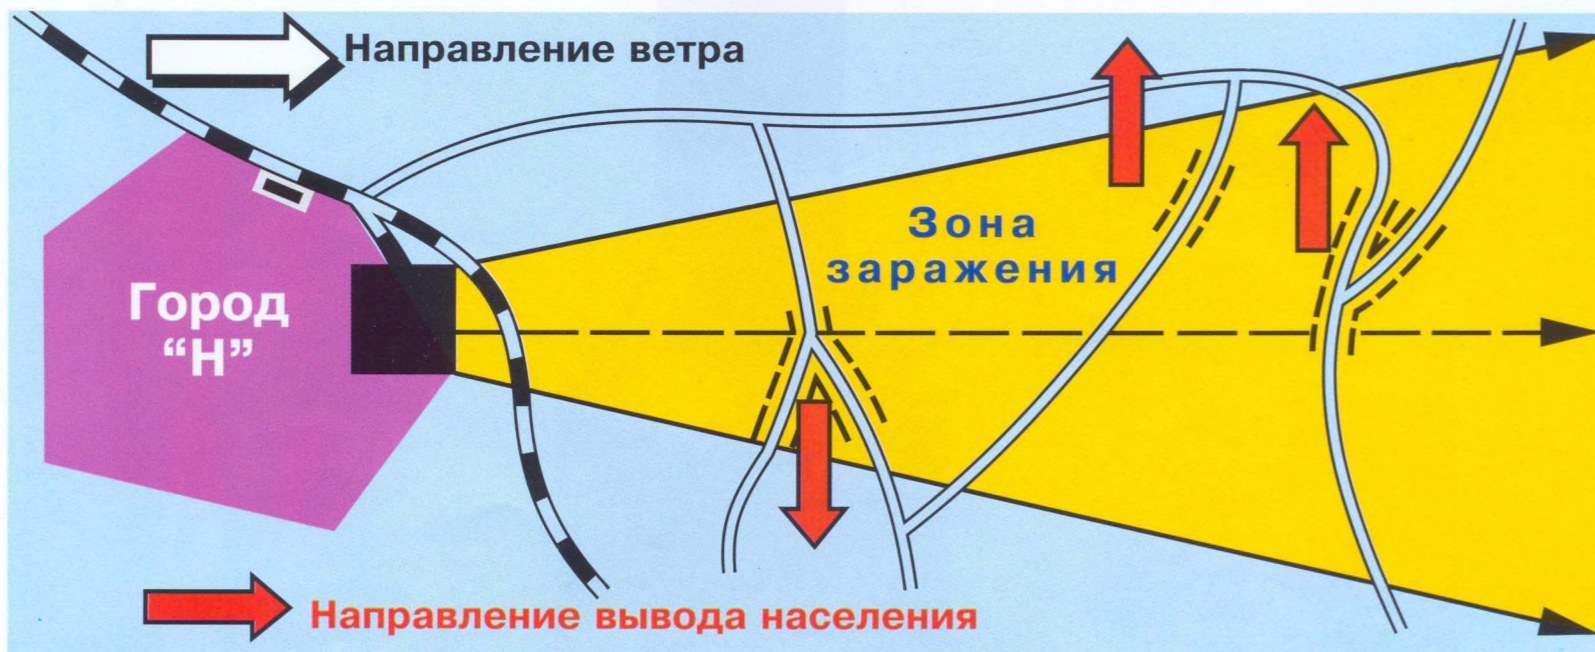 Направление ветра
Зона
заражения
Город
“Н”
Направление вывода населения